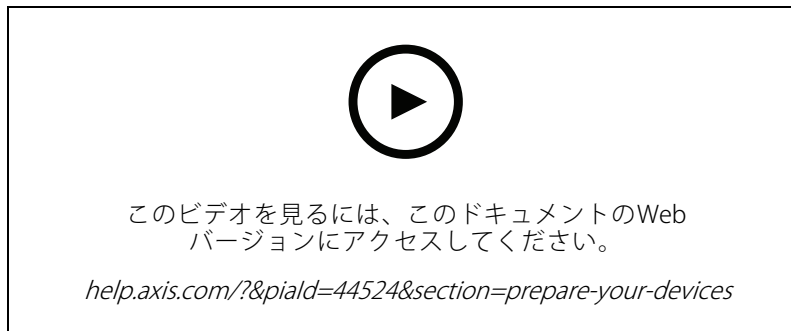 このビデオを見るには、このドキュメントのWeb
バージョンにアクセスしてください。
help.axis.com/?&piaId=44524&section=prepare-your-devices